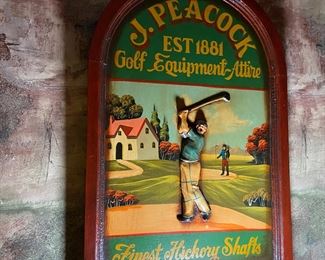 J. PEACOCK
EST 1881
Golf Equipment-Attire
Finest Hickory Shafts